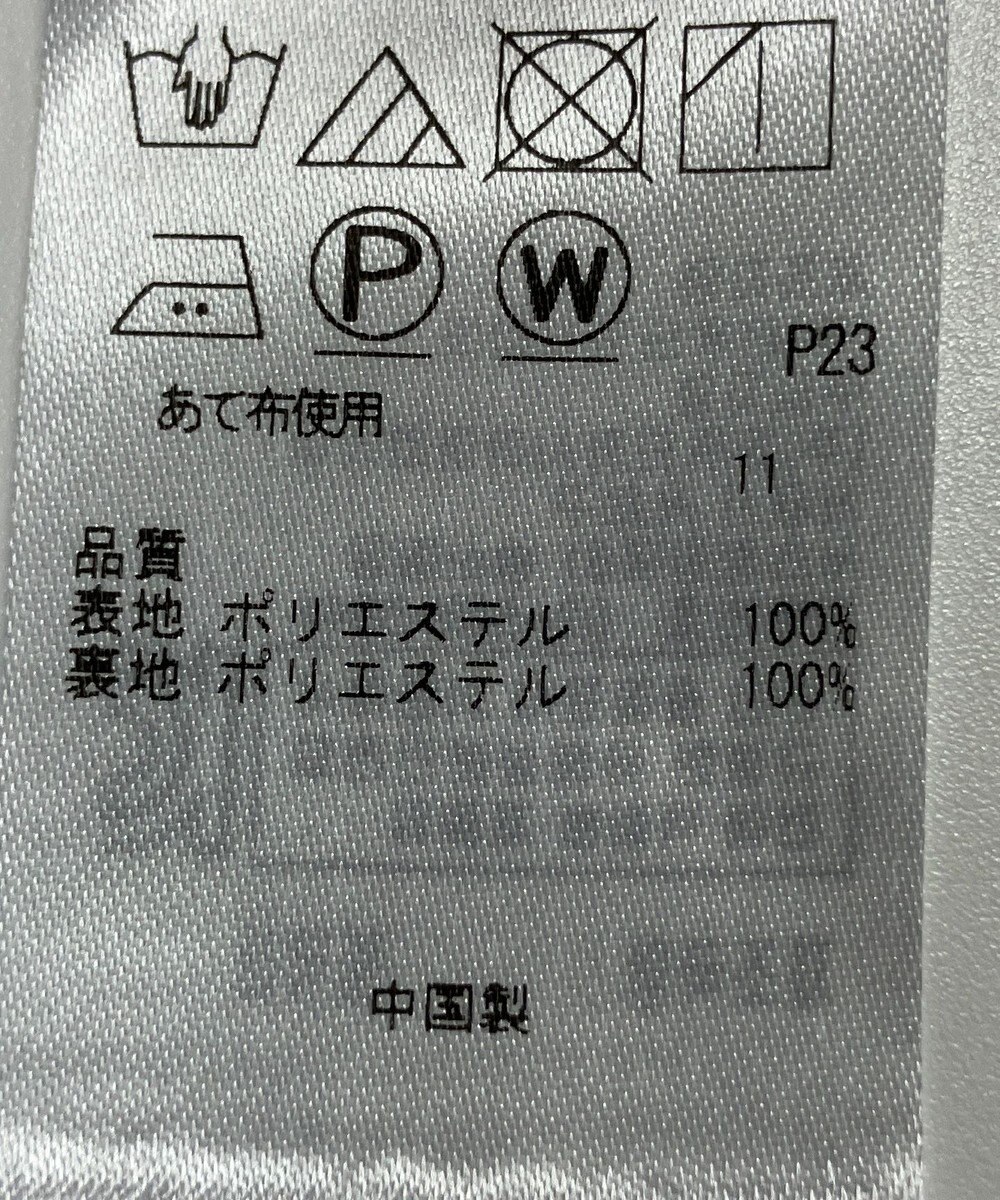 P W
P23
あて布使用
11
品質
表地 ポリエステル 100%
裏地 ポリエステル 100%
中国製